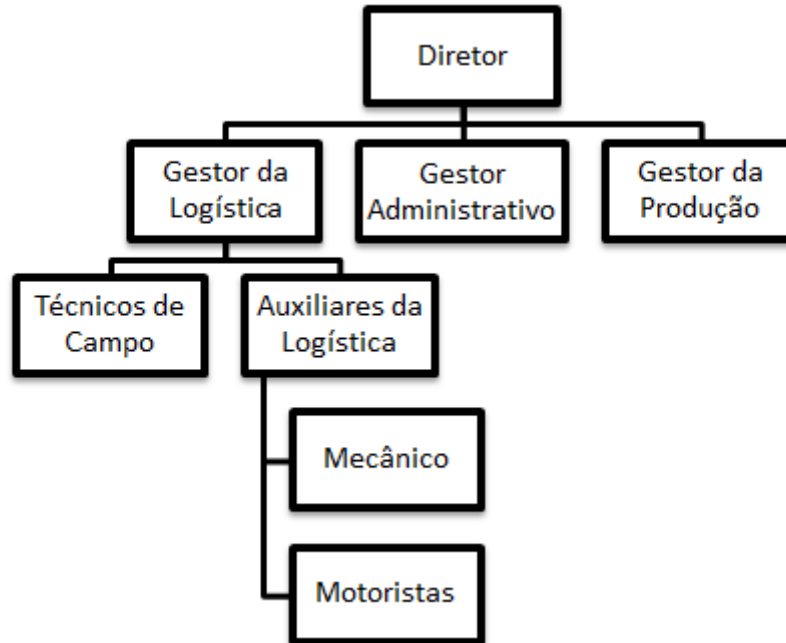 Diretor
Gestor da
Logística
Gestor
Administrativo
Gestor da
Produção
Técnicos de
Campo
Auxiliares da
Logística
Mecânico
Motoristas